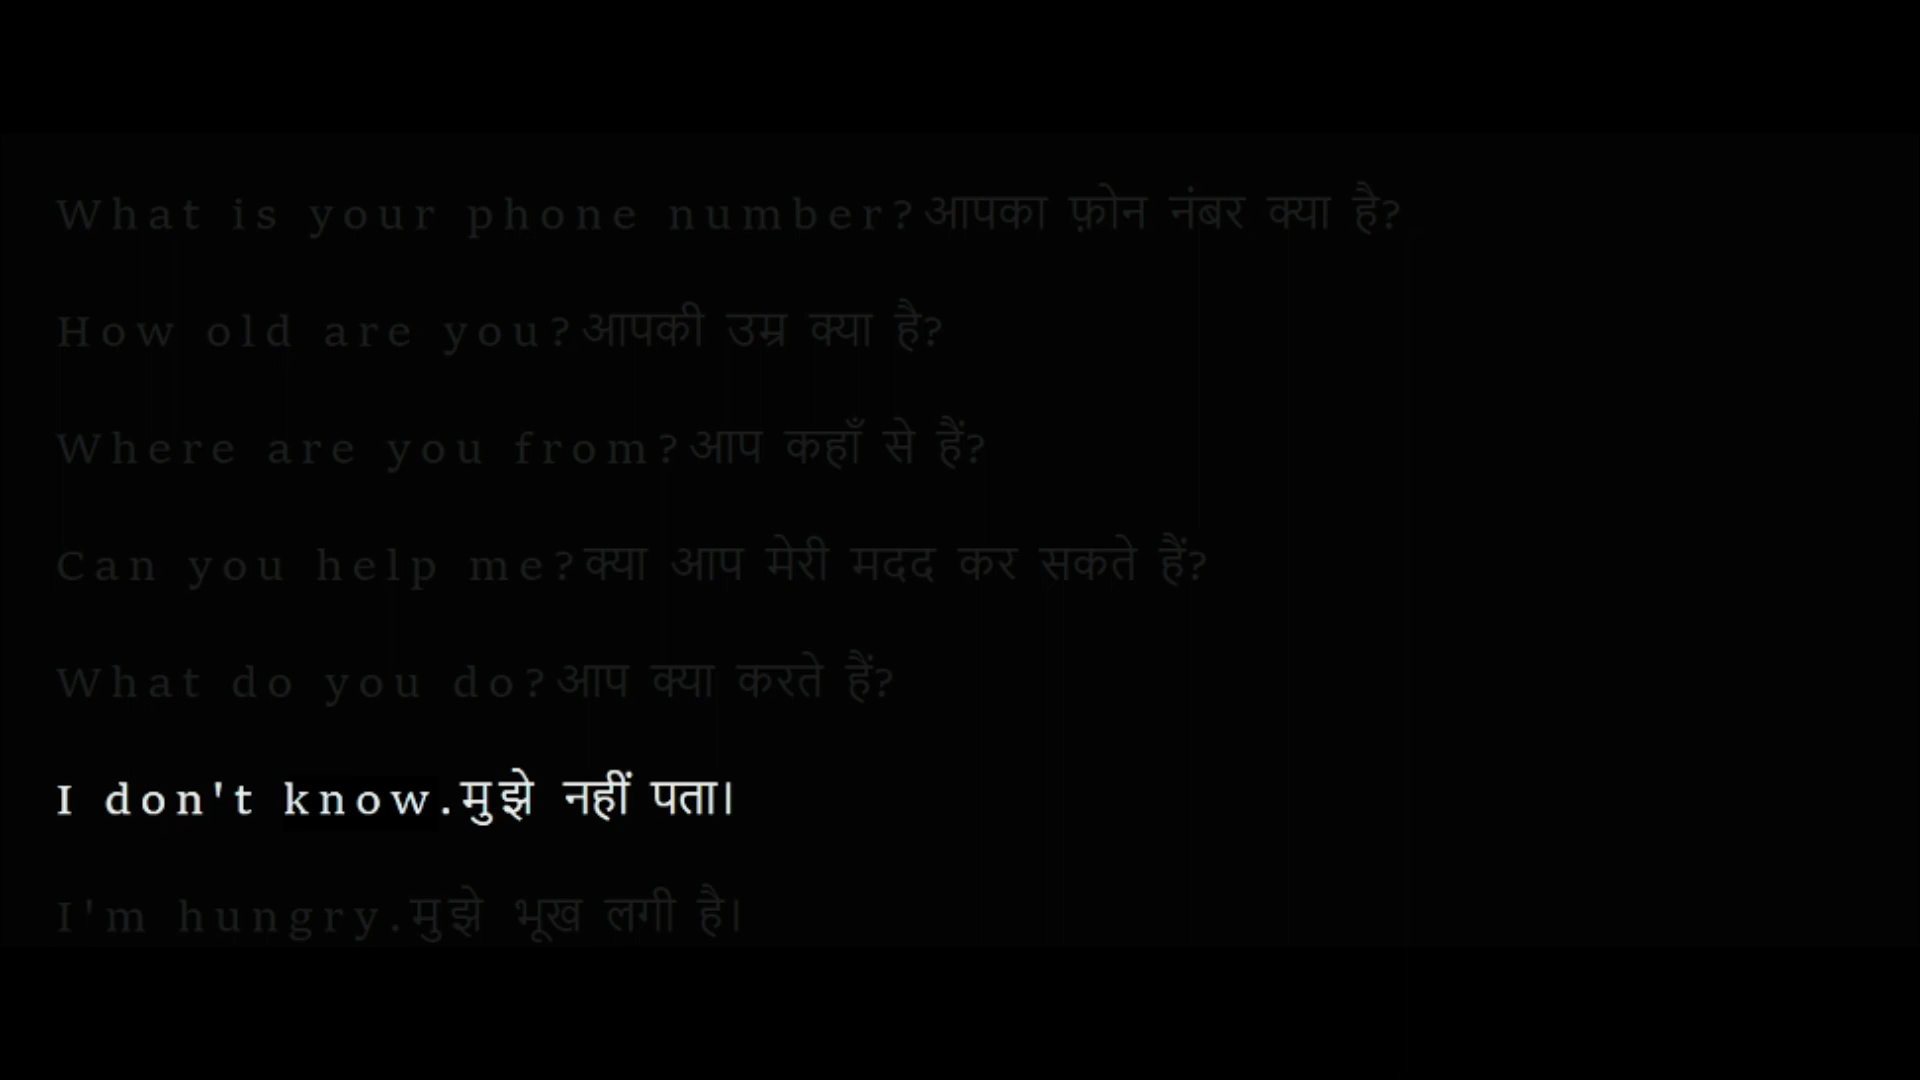 What is your phone number?आपका फ़ोन नंबर क्या है?
How old are you?आपकी उम्र क्या है?
Where are you from?आप कहाँ से हैं?
Can you help me?क्या आप मेरी मदद कर सकते हैं?
What do you do?आप क्या करते हैं?
I don't know.मुझे नहीं पता।
I'm hungry.मुझे भूख लगी है।